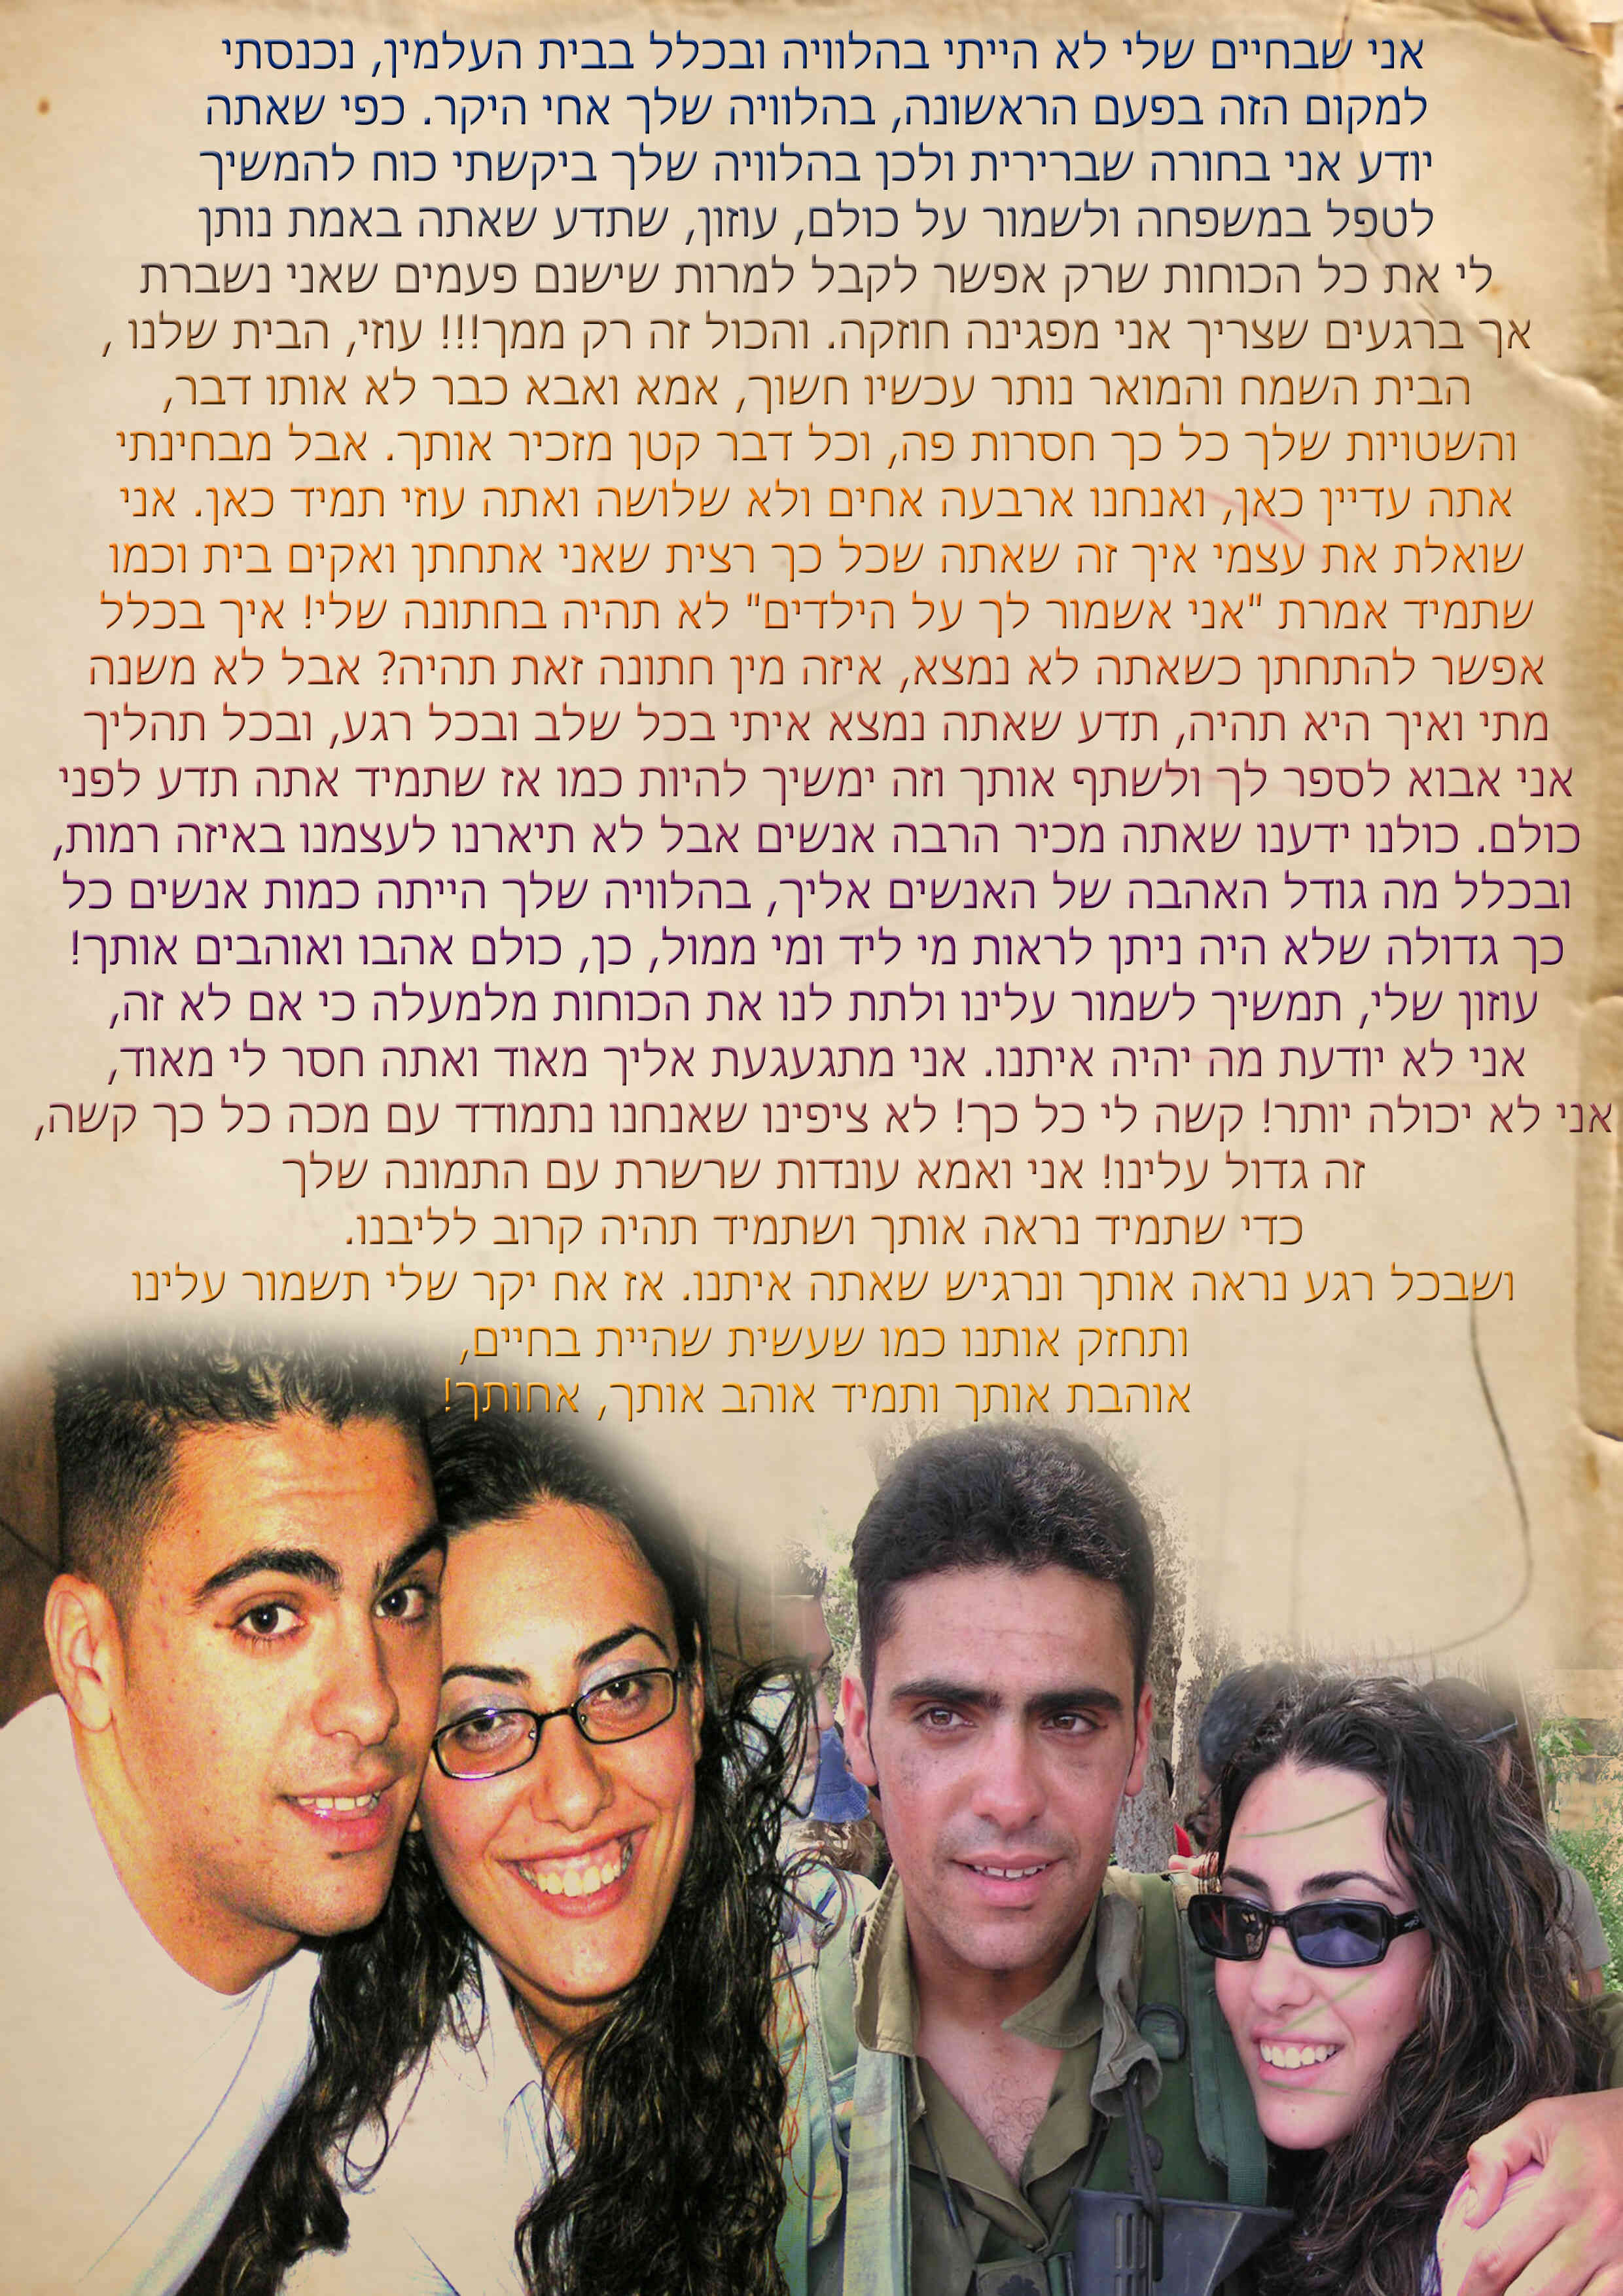 אני שבחיים שלי לא הייתי בהלוויה ובכלל בבית העלמין, נכנסתי
למקום הזה בפעם הראשונה, בהלוויה שלך אחי היקר. כפי שאתה
יודע אני בחורה שברירית ולכן בהלוויה שלך ביקשתי כוח להמשיך
לטפל במשפחה ולשמור על כולם, עוזון, שתדע שאתה באמת נותן
לי את כל הכוחות שרק אפשר לקבל למרות שישנם פעמים שאני נשברת
אך ברגעים שצריך אני מפגינה חוזקה. והכול זה רק ממך!!! עוזי, הבית שלנו ,
הבית השמח והמואר נותר עכשיו חשוך, אמא ואבא כבר לא אותו דבר,
והשטויות שלך כל כך חסרות פה, וכל דבר קטן מזכיר אותך. אבל מבחינתי
אתה עדיין כאן, ואנחנו ארבעה אחים ולא שלושה ואתה עוזי תמיד כאן. אני
שואלת את עצמי איך זה שאתה שכל כך רצית שאני אתחתן ואקים בית וכמו
שתמיד אמרת "אני אשמור לך על הילדים" לא תהיה בחתונה שלי! איך בכלל
אפשר להתחתן כשאתה לא נמצא, איזה מין חתונה זאת תהיה? אבל לא משנה
מתי ואיך היא תהיה, תדע שאתה נמצא איתי בכל שלב ובכל רגע, ובכל תהליך
אני אבוא לספר לך ולשתף אותך וזה ימשיך להיות כמו אז שתמיד אתה תדע לפני
כולם. כולנו ידענו שאתה מכיר הרבה אנשים אבל לא תיארנו לעצמנו באיזה רמות,
ובכלל מה גודל האהבה של האנשים אליך, בהלוויה שלך הייתה כמות אנשים כל
כך גדולה שלא היה ניתן לראות מי ליד ומי ממול, כן, כולם אהבו ואוהבים אותך!
עוזון שלי, תמשיך לשמור עלינו ולתת לנו את הכוחות מלמעלה כי אם לא זה,
אני לא יודעת מה יהיה איתנו. אני מתגעגעת אליך מאוד ואתה חסר לי מאוד,
אני לא יכולה יותר! קשה לי כל כך! לא ציפינו שאנחנו נתמודד עם מכה כל כך קשה,
זה גדול עלינו! אני ואמא עונדות שרשרת עם התמונה שלך
כדי שתמיד נראה אותך ושתמיד תהיה קרוב לליבנו.
ושבכל רגע נראה אותך ונרגיש שאתה איתנו. אז אח יקר שלי תשמור עלינו
ותחזק אותנו כמו שעשית שהיית בחיים,
אוהבת אותך ותמיד אוהב אותך, אחותך!